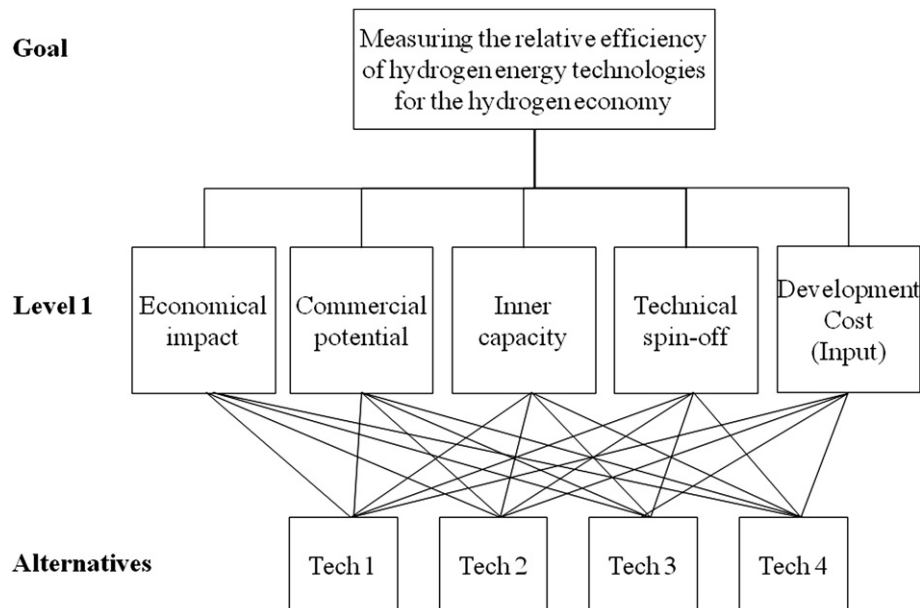 Goal
Measuring the relative efficiency
of hydrogen energy technologies
for the hydrogen economy
Level 1
Economical
impact
Commercial
potential
Inner
capacity
Technical
spin-off
Development
Cost
(Input)
Alternatives
Tech 1
Tech 2
Tech 3
Tech 4